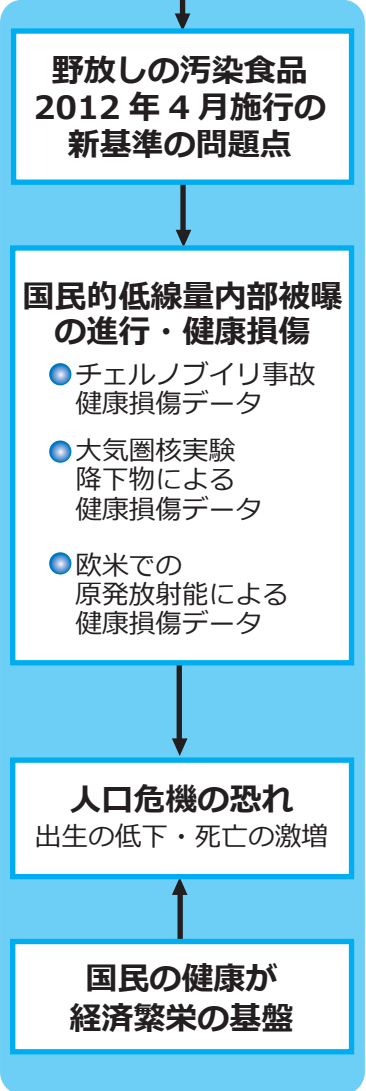 野放しの汚染食品
2012 年 4 月施行の
新基準の問題点
国民的低線量内部被曝
の進行・健康損傷
チェルノブイリ事故
健康損傷データ
大気圏核実験
降下物による
健康損傷データ
欧米での
原発放射能による
健康損傷データ
人口危機の恐れ
出生の低下・死亡の激増
国民の健康が
経済繁栄の基盤